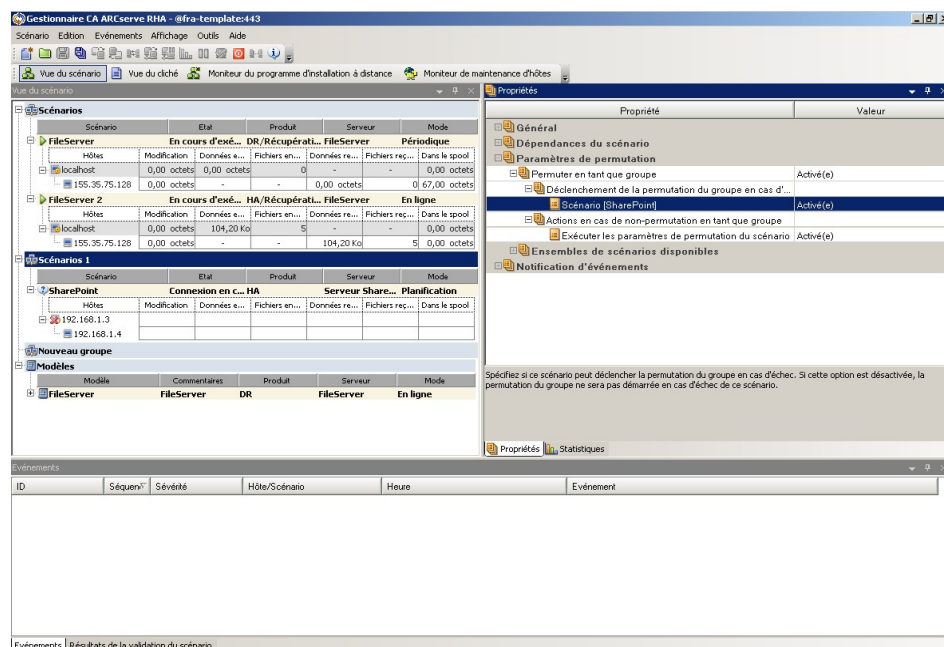 Gestionnaire CA ARCserve RHA - @fra-template:443
Scénario Edition Evénements Affichage Outils Aide
Vue du scénario Vue du cliché Moniteur du programme d'installation à distance Moniteur de maintenance d'hôtes
Vue du scénario
Scénarios
Scénario Etat Produit Serveur Mode
FileServer En cours d'exé... DR/Récupérati... FileServer Périodique
Hôtes Modification Données e... Fichiers en... Données re... Fichiers reç... Dans le spool
localhost 0,00 octets 0,00 octets 0 - - 0,00 octets
155.35.75.128 0,00 octets - - 0,00 octets 0 67,00 octets
FileServer 2 En cours d'exé... HA/Récupérati... FileServer En ligne
Hôtes Modification Données e... Fichiers en... Données re... Fichiers reç... Dans le spool
localhost 0,00 octets 104,20 Ko 5 - - 0,00 octets
155.35.75.128 0,00 octets - - 104,20 Ko 5 0,00 octets
Scénarios 1
Scénario Etat Produit Serveur Mode
SharePoint Connexion en c... HA Serveur Share... Planification
Hôtes Modification Données e... Fichiers en... Données re... Fichiers reç... Dans le spool
192.168.1.3
192.168.1.4
Nouveau groupe
Modèles
Modèle Commentaires Produit Serveur Mode
FileServer FileServer DR FileServer En ligne
Propriétés
Propriété Valeur
Général
Dépendances du scénario
Paramètres de permutation
Permuter en tant que groupe Activé(e)
Déclenchement de la permutation du groupe en cas d'...
Scénario [SharePoint] Activé(e)
Actions en cas de non-permutation en tant que groupe
Exécuter les paramètres de permutation du scénario Activé(e)
Ensembles de scénarios disponibles
Notification d'événements
Spécifiez si ce scénario peut déclencher la permutation du groupe en cas d'échec. Si cette option est désactivée, la
permutation du groupe ne sera pas démarrée en cas d'échec de ce scénario.
Propriétés Statistiques
Evénements
ID Séquen Sévérité Hôte/Scénario Heure Evénement
Evénements Résultats de la validation du scénario